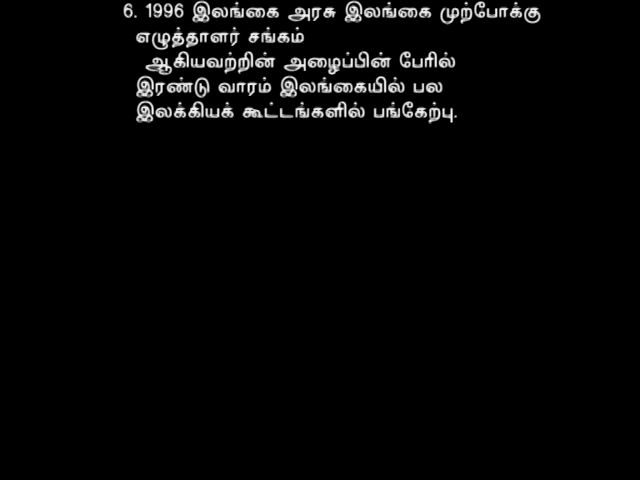 6. 1996 இலங்கை அரசு இலங்கை முற்போக்கு
எழுத்தாளர் சங்கம்
ஆகியவற்றின் அழைப்பின் பேரில்
இரண்டு வாரம் இலங்கையில் பல
இலக்கியக் கூட்டங்களில் பங்கேற்பு.